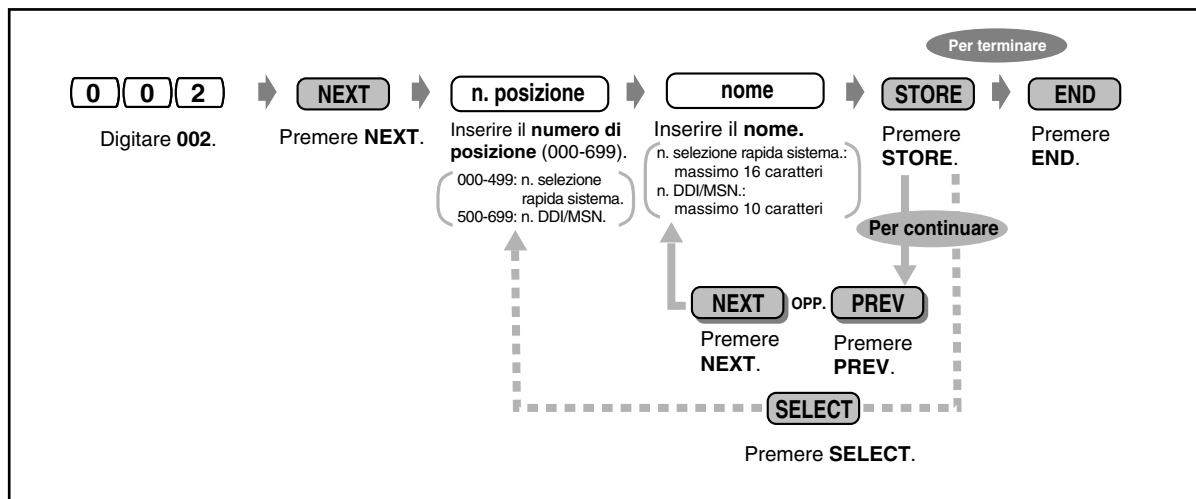 Per terminare
0 0 2
NEXT
n. posizione
nome
STORE
END
Digitare 002.
Premere NEXT.
Inserire il numero di
posizione (000-699).
000-499: n. selezione
rapida sistema.
500-699: n. DDI/MSN.
Inserire il nome.
n. selezione rapida sistema.:
massimo 16 caratteri
n. DDI/MSN.:
massimo 10 caratteri
Premere
STORE.
Premere
END.
Per continuare
NEXT OPP. PREV
Premere
NEXT.
Premere
PREV.
SELECT
Premere SELECT.